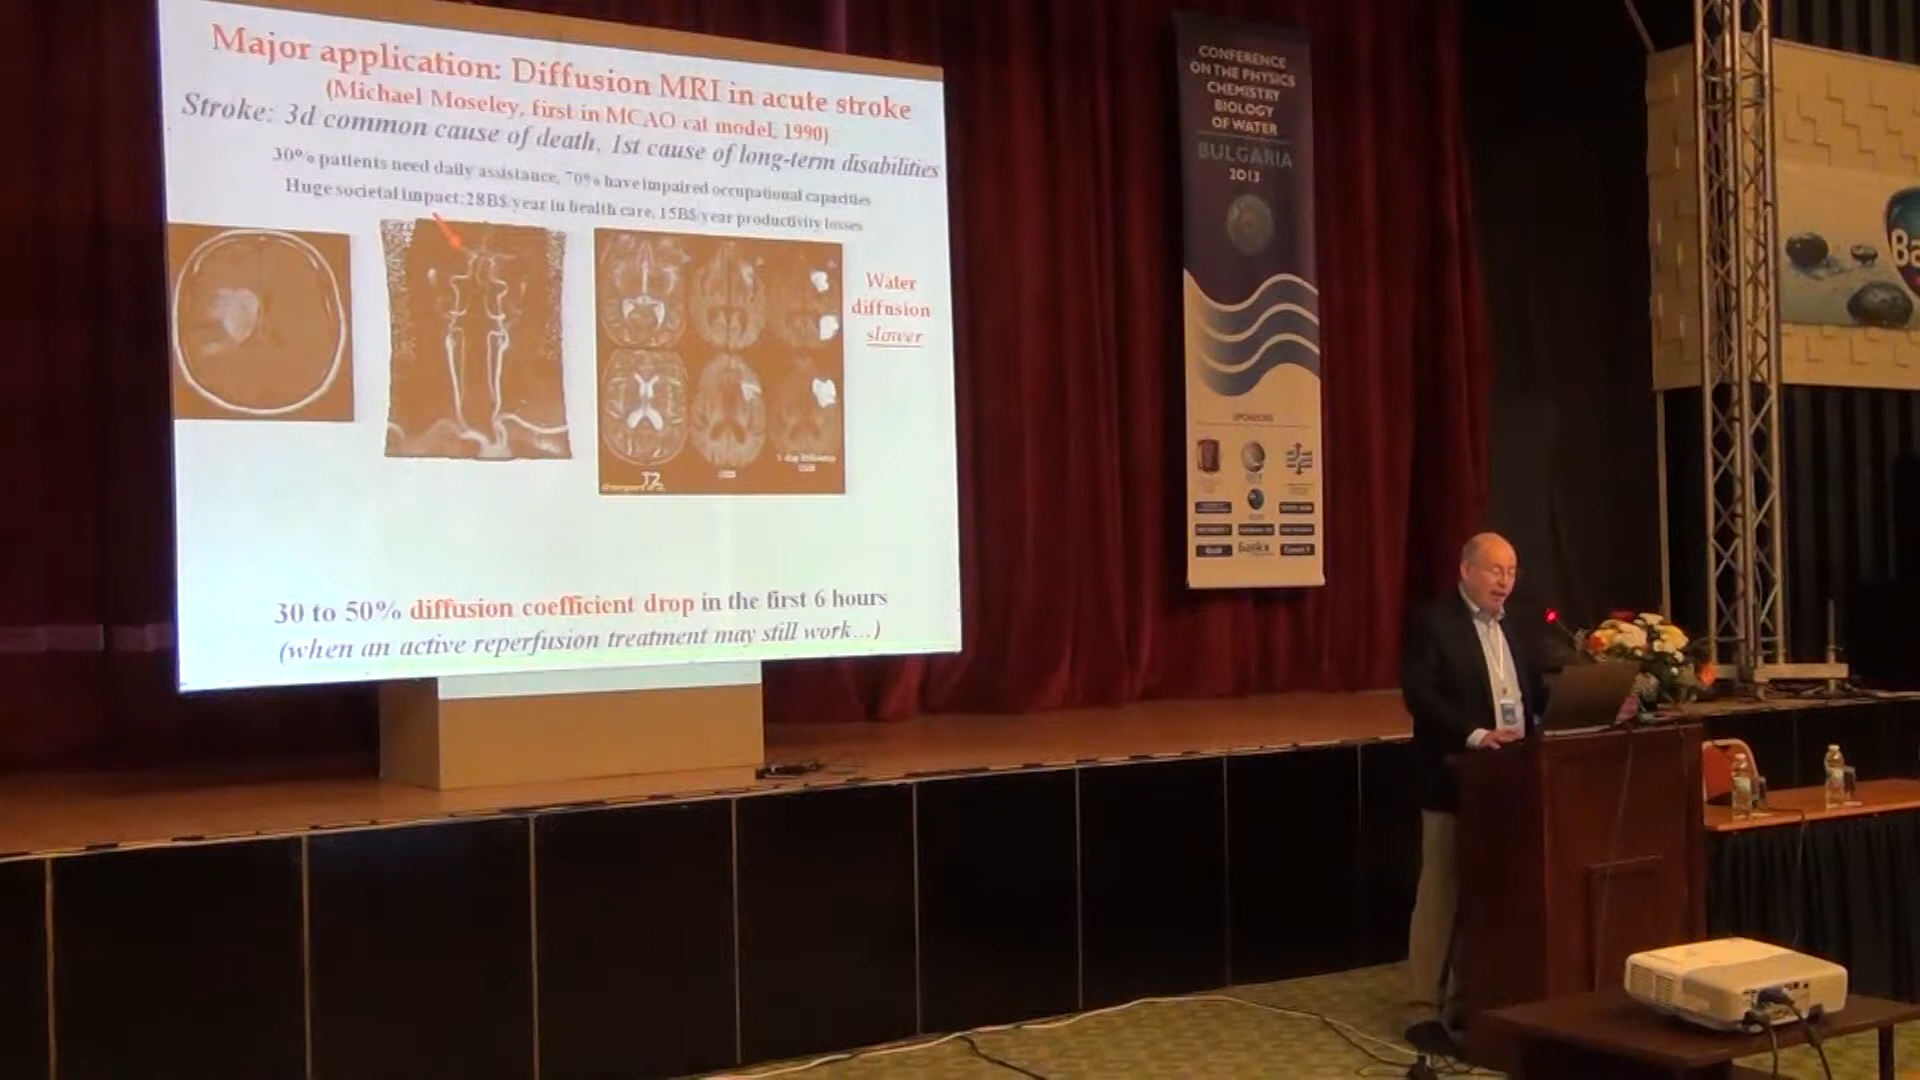 Major application: Diffusion MRI in acute stroke
(Michael Moseley, first in MCAO cat model, 1990)
Stroke: 3d common cause of death, 1st cause of long-term disabilities
30% patients need daily assistance, 70% have impaired occupational capacities
Huge societal impact:28B$/year in health care, 15B$/year productivity losses
Water
diffusion
slower
T2
30 to 50% diffusion coefficient drop in the first 6 hours
(when an active reperfusion treatment may still work...)
CONFERENCE
ON THE PHYSICS
CHEMISTRY
BIOLOGY
OF WATER
BULGARIA
2013
SPONSORS
Ba